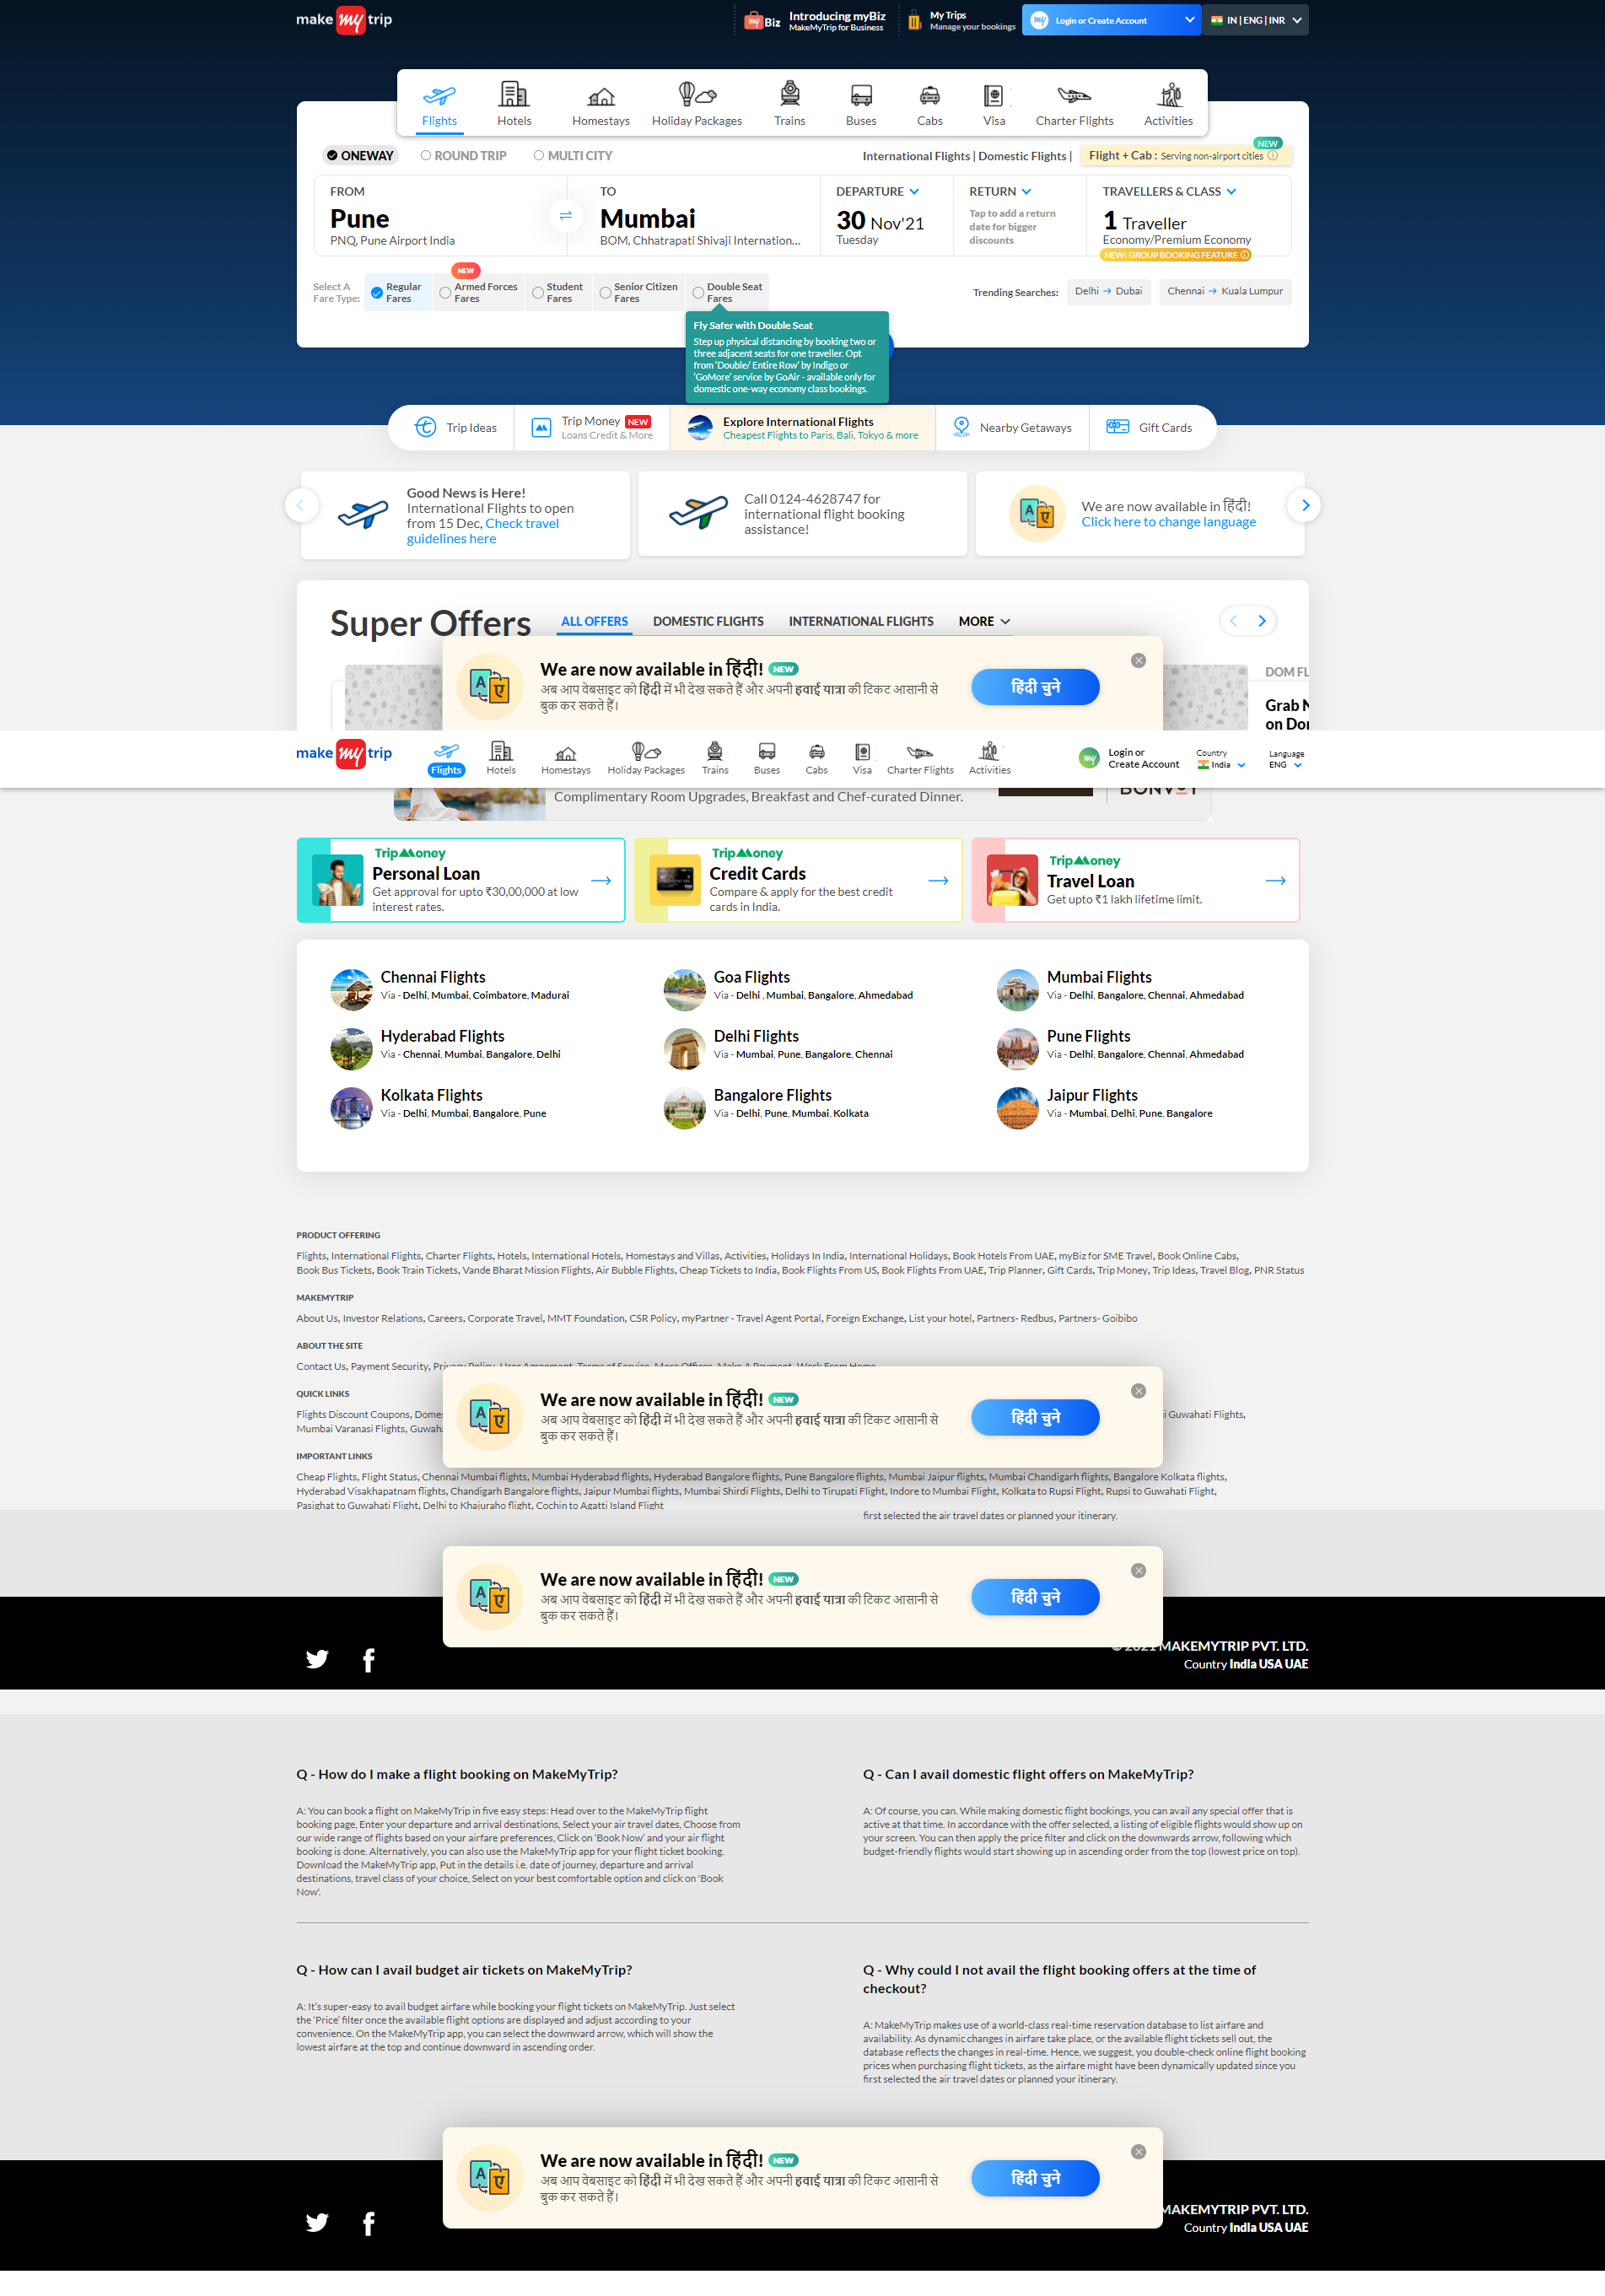 make my trip
myBiz
Introducing myBiz
MakeMyTrip for Business
My Trips
Manage your bookings
my Login or Create Account
IN | ENG | INR
Flights
Hotels
Homestays
Holiday Packages
Trains
Buses
Cabs
Visa
Charter Flights
Activities
ONEWAY
ROUND TRIP
MULTI CITY
International Flights | Domestic Flights |
NEW
Flight + Cab : Serving non-airport cities
FROM
Pune
PNQ, Pune Airport India
TO
Mumbai
BOM, Chhatrapati Shivaji Internation...
DEPARTURE
30 Nov'21
Tuesday
RETURN
Tap to add a return
date for bigger
discounts
TRAVELLERS & CLASS
1 Traveller
Economy/Premium Economy
NEW! GROUP BOOKING FEATURE
Select A
Fare Type:
Regular
Fares
NEW
Armed Forces
Fares
Student
Fares
Senior Citizen
Fares
Double Seat
Fares
Trending Searches:
Delhi → Dubai
Chennai → Kuala Lumpur
Fly Safer with Double Seat
Step up physical distancing by booking two or
three adjacent seats for one traveller. Opt
from 'Double/ Entire Row' by Indigo or
'GoMore' service by GoAir - available only for
domestic one-way economy class bookings.
Trip Ideas
Trip Money NEW
Loans Credit & More
Explore International Flights
Cheapest Flights to Paris, Bali, Tokyo & more
Nearby Getaways
Gift Cards
Good News is Here!
International Flights to open
from 15 Dec, Check travel
guidelines here
Call 0124-4628747 for
international flight booking
assistance!
A ए
We are now available in हिंदी!
Click here to change language
Super Offers
ALL OFFERS
DOMESTIC FLIGHTS
INTERNATIONAL FLIGHTS
MORE
A ए
We are now available in हिंदी! NEW
अब आप वेबसाइट को हिंदी में भी देख सकते हैं और अपनी हवाई यात्रा की टिकट आसानी से
बुक कर सकते हैं।
हिंदी चुने
DOM FL
Grab
on
make my trip
Flights
Hotels
Homestays
Holiday Packages
Trains
Buses
Cabs
Visa
Charter Flights
Activities
my
Login or
Create Account
Country
India
Language
ENG
Complimentary Room Upgrades, Breakfast and Chef-curated Dinner.
BONVOY
TripMoney
Personal Loan
Get approval for upto ₹30,00,000 at low
interest rates.
TripMoney
Credit Cards
Compare & apply for the best credit
cards in India.
TripMoney
Travel Loan
Get upto ₹1 lakh lifetime limit.
Chennai Flights
Via - Delhi, Mumbai, Coimbatore, Madurai
Goa Flights
Via - Delhi , Mumbai, Bangalore, Ahmedabad
Mumbai Flights
Via - Delhi, Bangalore, Chennai, Ahmedabad
Hyderabad Flights
Via - Chennai, Mumbai, Bangalore, Delhi
Delhi Flights
Via - Mumbai, Pune, Bangalore, Chennai
Pune Flights
Via - Delhi, Bangalore, Chennai, Ahmedabad
Kolkata Flights
Via - Delhi, Mumbai, Bangalore, Pune
Bangalore Flights
Via - Delhi, Pune, Mumbai, Kolkata
Jaipur Flights
Via - Mumbai, Delhi, Pune, Bangalore
PRODUCT OFFERING
Flights, International Flights, Charter Flights, Hotels, International Hotels, Homestays and Villas, Activities, Holidays In India, International Holidays, Book Hotels From UAE, myBiz for SME Travel, Book Online Cabs,
Book Bus Tickets, Book Train Tickets, Vande Bharat Mission Flights, Air Bubble Flights, Cheap Tickets to India, Book Flights From US, Book Flights From UAE, Trip Planner, Gift Cards, Trip Money, Trip Ideas, Travel Blog, PNR Status
MAKEMYTRIP
About Us, Investor Relations, Careers, Corporate Travel, MMT Foundation, CSR Policy, myPartner - Travel Agent Portal, Foreign Exchange, List your hotel, Partners- Redbus, Partners- Goibibo
ABOUT THE SITE
Contact Us, Payment Security, Privacy Policy, User Agreement, Terms of Service, More Offices, Make A Payment, Work From Home
QUICK LINKS
Flights Discount Coupons, Guwahati Flights,
Mumbai Varanasi Flights,
A ए
We are now available in हिंदी! NEW
अब आप वेबसाइट को हिंदी में भी देख सकते हैं और अपनी हवाई यात्रा की टिकट आसानी से
बुक कर सकते हैं।
हिंदी चुने
IMPORTANT LINKS
Cheap Flights, Flight Status, Chennai Mumbai flights, Mumbai Hyderabad flights, Hyderabad Bangalore flights, Pune Bangalore flights, Mumbai Jaipur flights, Mumbai Chandigarh flights, Bangalore Kolkata flights,
Hyderabad Visakhapatnam flights, Chandigarh Bangalore flights, Jaipur Mumbai flights, Mumbai Shirdi Flights, Delhi to Tirupati Flight, Indore to Mumbai Flight, Kolkata to Rupsi Flight, Rupsi to Guwahati Flight,
Pasighat to Guwahati Flight, Delhi to Khajuraho flight, Cochin to Agatti Island Flight
first selected the air travel dates or planned your itinerary.
A ए
We are now available in हिंदी! NEW
अब आप वेबसाइट को हिंदी में भी देख सकते हैं और अपनी हवाई यात्रा की टिकट आसानी से
बुक कर सकते हैं।
हिंदी चुने
© 2021 MAKEMYTRIP PVT. LTD.
Country India USA UAE
Q - How do I make a flight booking on MakeMyTrip?
A: You can book a flight on MakeMyTrip in five easy steps: Head over to the MakeMyTrip flight
booking page, Enter your departure and arrival destinations, Select your air travel dates, Choose from
our wide range of flights based on your airfare preferences, Click on 'Book Now' and your air flight
booking is done. Alternatively, you can also use the MakeMyTrip app for your flight ticket booking.
Download the MakeMyTrip app, Put in the details i.e. date of journey, departure and arrival
destinations, travel class of your choice, Select on your best comfortable option and click on 'Book
Now'.
Q - Can I avail domestic flight offers on MakeMyTrip?
A: Of course, you can. While making domestic flight bookings, you can avail any special offer that is
active at that time. In accordance with the offer selected, a listing of eligible flights would show up on
your screen. You can then apply the price filter and click on the downwards arrow, following which
budget-friendly flights would start showing up in ascending order from the top (lowest price on top).
Q - How can I avail budget air tickets on MakeMyTrip?
A: It's super-easy to avail budget airfare while booking your flight tickets on MakeMyTrip. Just select
the 'Price' filter once the available flight options are displayed and adjust according to your
convenience. On the MakeMyTrip app, you can select the downward arrow, which will show the
lowest airfare at the top and continue downward in ascending order.
Q - Why could I not avail the flight booking offers at the time of
checkout?
A: MakeMyTrip makes use of a world-class real-time reservation database to list airfare and
availability. As dynamic changes in airfare take place, or the available flight tickets sell out, the
database reflects the changes in real-time. Hence, we suggest, you double-check online flight booking
prices when purchasing flight tickets, as the airfare might have been dynamically updated since you
first selected the air travel dates or planned your itinerary.
A ए
We are now available in हिंदी! NEW
अब आप वेबसाइट को हिंदी में भी देख सकते हैं और अपनी हवाई यात्रा की टिकट आसानी से
बुक कर सकते हैं।
हिंदी चुने
MAKEMYTRIP PVT. LTD.
Country India USA UAE